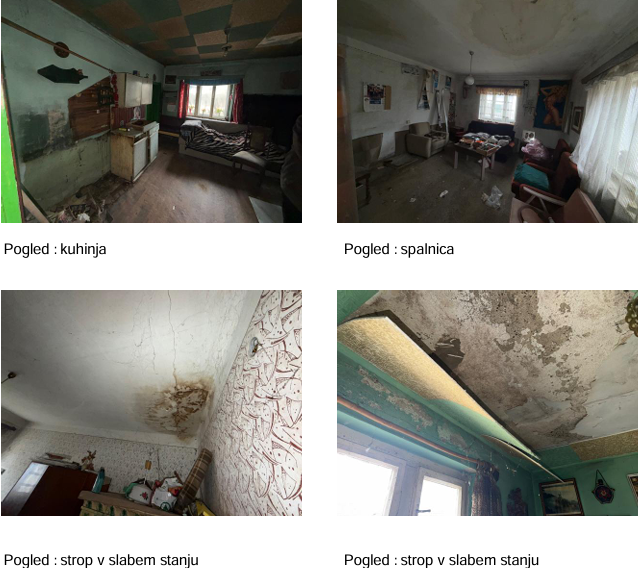 Pogled : kuhinja
Pogled : spalnica
Pogled : strop v slabem stanju
Pogled : strop v slabem stanju